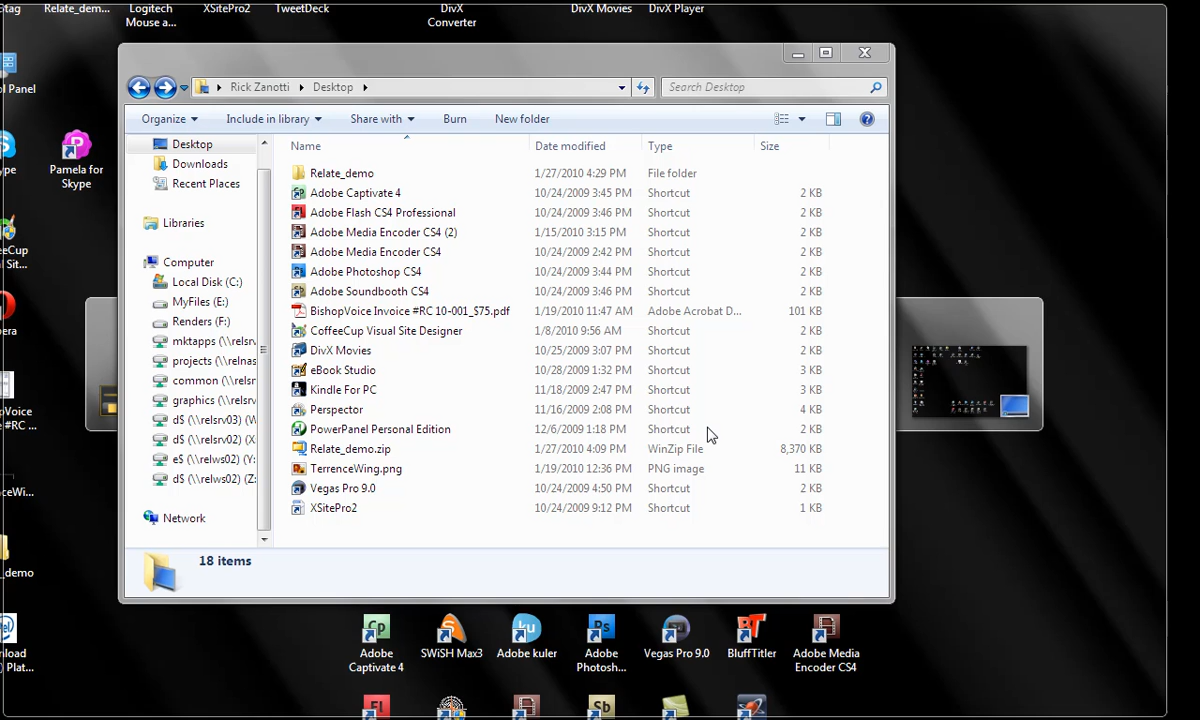 itag
Relate_dem...
Logitech
Mouse a...
XSitePro2
TweetDeck
DivX
Converter
DivX Movies
DivX Player
ol Panel
ype
Pamela for
Skype
eeCup
al Sit...
era
Voice
#RC ...
ceWi...
_demo
nload
) Plat...
Rick Zanotti
Desktop
Search Desktop
Organize
Include in library
Share with
Burn
New folder
Desktop
Downloads
Recent Places
Libraries
Computer
Local Disk (C:)
MyFiles (E:)
Renders (F:)
mktapps (\\relsrv
projects (\\relnas
common (\\relsrv
graphics (\\relsrv
d$ (\\relsrv03) (W
d$ (\\relsrv02) (X
e$ (\\relws02) (Y:
d$ (\\relws02) (Z:
Network
Name Date modified Type Size
Relate_demo 1/27/2010 4:29 PM File folder
Adobe Captivate 4 10/24/2009 3:45 PM Shortcut 2 KB
Adobe Flash CS4 Professional 10/24/2009 3:46 PM Shortcut 2 KB
Adobe Media Encoder CS4 (2) 1/15/2010 3:15 PM Shortcut 2 KB
Adobe Media Encoder CS4 10/24/2009 2:42 PM Shortcut 2 KB
Adobe Photoshop CS4 10/24/2009 3:44 PM Shortcut 2 KB
Adobe Soundbooth CS4 10/24/2009 3:46 PM Shortcut 2 KB
BishopVoice Invoice #RC 10-001_$75.pdf 1/19/2010 11:47 AM Adobe Acrobat D... 101 KB
CoffeeCup Visual Site Designer 1/8/2010 9:56 AM Shortcut 2 KB
DivX Movies 10/25/2009 3:07 PM Shortcut 2 KB
eBook Studio 10/28/2009 1:32 PM Shortcut 3 KB
Kindle For PC 11/18/2009 2:47 PM Shortcut 3 KB
Perspector 11/16/2009 2:08 PM Shortcut 4 KB
PowerPanel Personal Edition 12/6/2009 1:18 PM Shortcut 2 KB
Relate_demo.zip 1/27/2010 4:09 PM WinZip File 8,370 KB
TerrenceWing.png 1/19/2010 12:36 PM PNG image 11 KB
Vegas Pro 9.0 10/24/2009 4:50 PM Shortcut 2 KB
XSitePro2 10/24/2009 9:12 PM Shortcut 1 KB
18 items
Adobe
Captivate 4
SWiSH Max3
Adobe kuler
Adobe
Photosh...
Vegas Pro 9.0
BluffTitler
Adobe Media
Encoder CS4